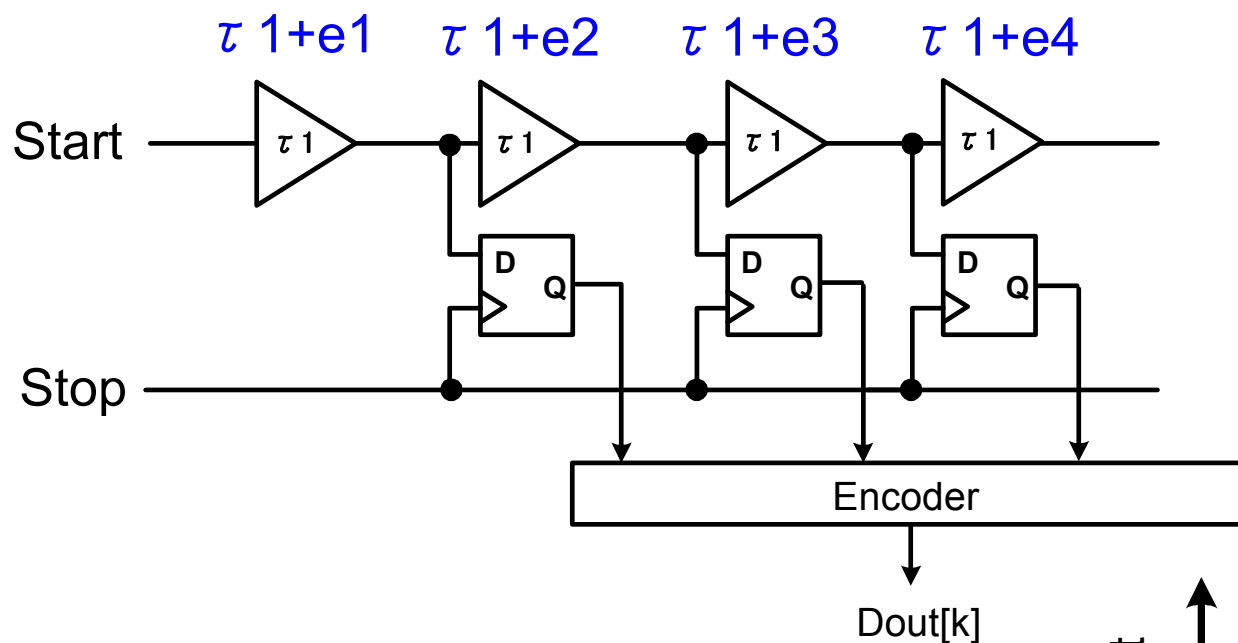 τ 1+e1 τ 1+e2 τ 1+e3 τ 1+e4
Start τ 1 τ 1 τ 1 τ 1
D Q D Q D Q
Stop
Encoder
Dout[k]